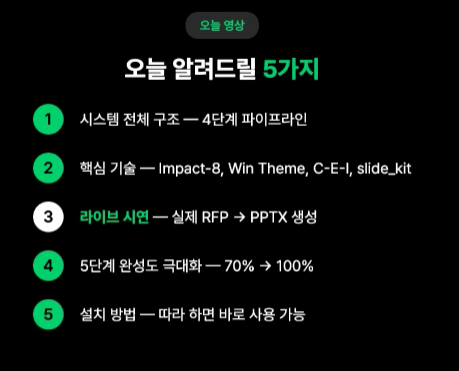 오늘 영상
오늘 알려드릴 5가지
1 시스템 전체 구조 — 4단계 파이프라인
2 핵심 기술 — Impact-8, Win Theme, C-E-I, slide_kit
3 라이브 시연 — 실제 RFP → PPTX 생성
4 5단계 완성도 극대화 — 70% → 100%
5 설치 방법 — 따라 하면 바로 사용 가능